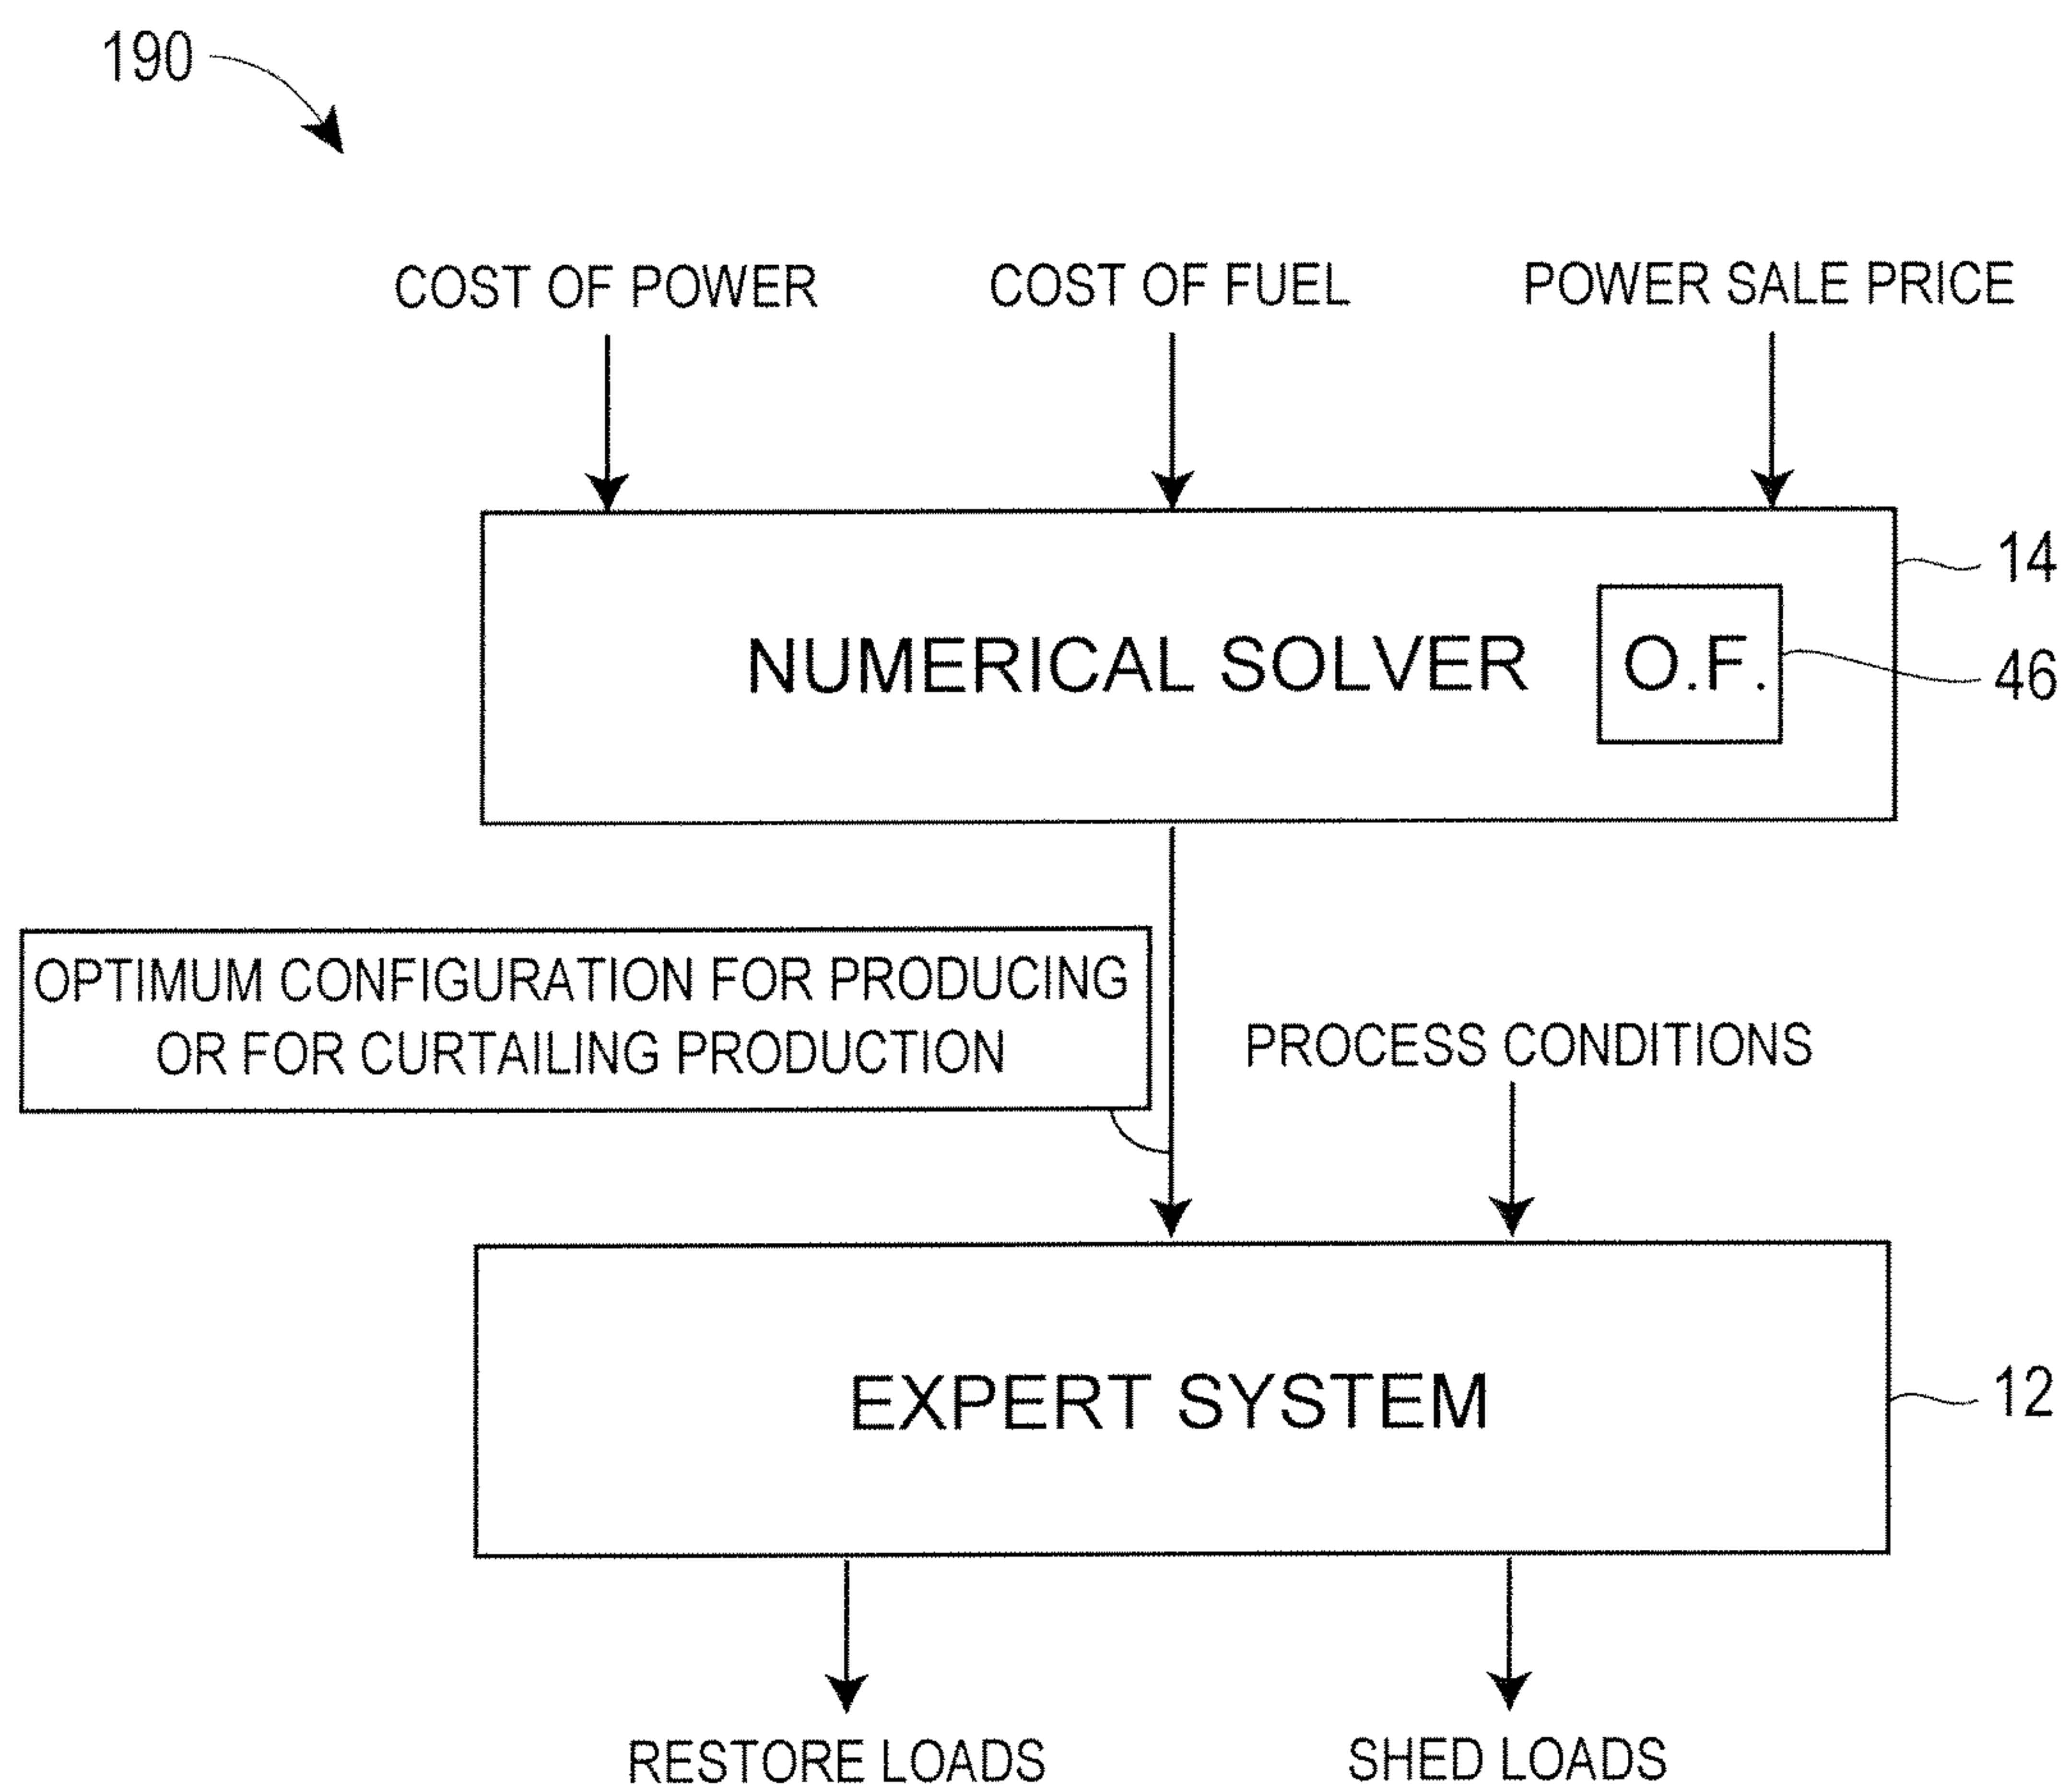 190
COST OF POWER
COST OF FUEL
POWER SALE PRICE
14
NUMERICAL SOLVER
O.F.
46
OPTIMUM CONFIGURATION FOR PRODUCING
OR FOR CURTAILING PRODUCTION
PROCESS CONDITIONS
EXPERT SYSTEM
12
RESTORE LOADS
SHED LOADS